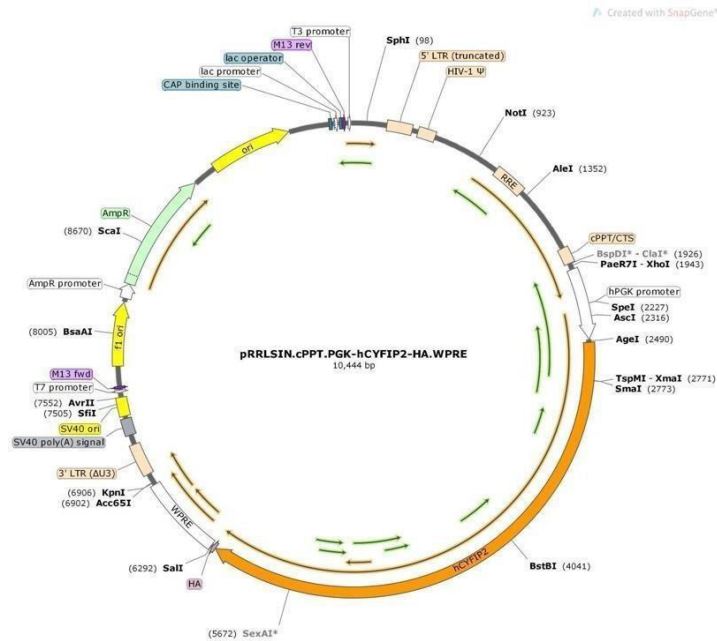 Created with SnapGene®
T3 promoter
M13 rev
lac operator
lac promoter
CAP binding site
SphI (98)
5' LTR (truncated)
HIV-1 Ψ
NotI (923)
RRE
AleI (1352)
cPPT/CTS
BspDI* - ClaI* (1926)
PaeR7I - XhoI (1943)
hPGK promoter
SpeI (2227)
AscI (2316)
AgeI (2490)
TspMI - XmaI (2771)
SmaI (2773)
BstBI (4041)
hCYFIP2
(5672) SexAI*
HA
(6292) SalI
WPRE
(6902) Acc65I
(6906) KpnI
3' LTR (ΔU3)
SV40 poly(A) signal
SV40 ori
(7505) SfiI
(7552) AvrII
T7 promoter
M13 fwd
f1 ori
(8005) BsaAI
AmpR promoter
(8670) ScaI
AmpR
ori
pRRLSIN.cPPT.PGK-hCYFIP2-HA.WPRE
10,444 bp